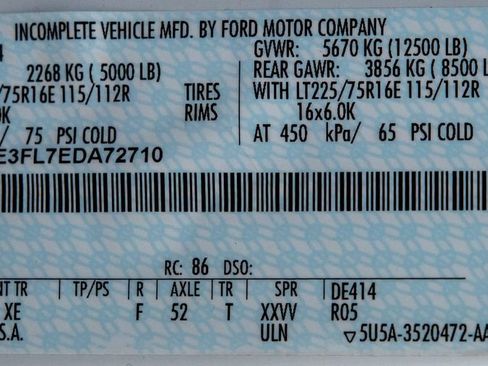 INCOMPLETE VEHICLE MFD. BY FORD MOTOR COMPANY
GVWR: 5670 KG (12500 LB)
2268 KG ( 5000 LB) REAR GAWR: 3856 KG ( 8500 L
/75R16E 115/112R TIRES WITH LT225/75R16E 115/112R
RIMS 16x6.0K
/ 75 PSI COLD AT 450 kPa/ 65 PSI COLD
E3FL7EDA72710
RC: 86 DSO:
NT TR TP/PS R AXLE TR SPR DE414
XE F 52 T XXVV R05
S.A. ULN ▽5U5A-3520472-AA